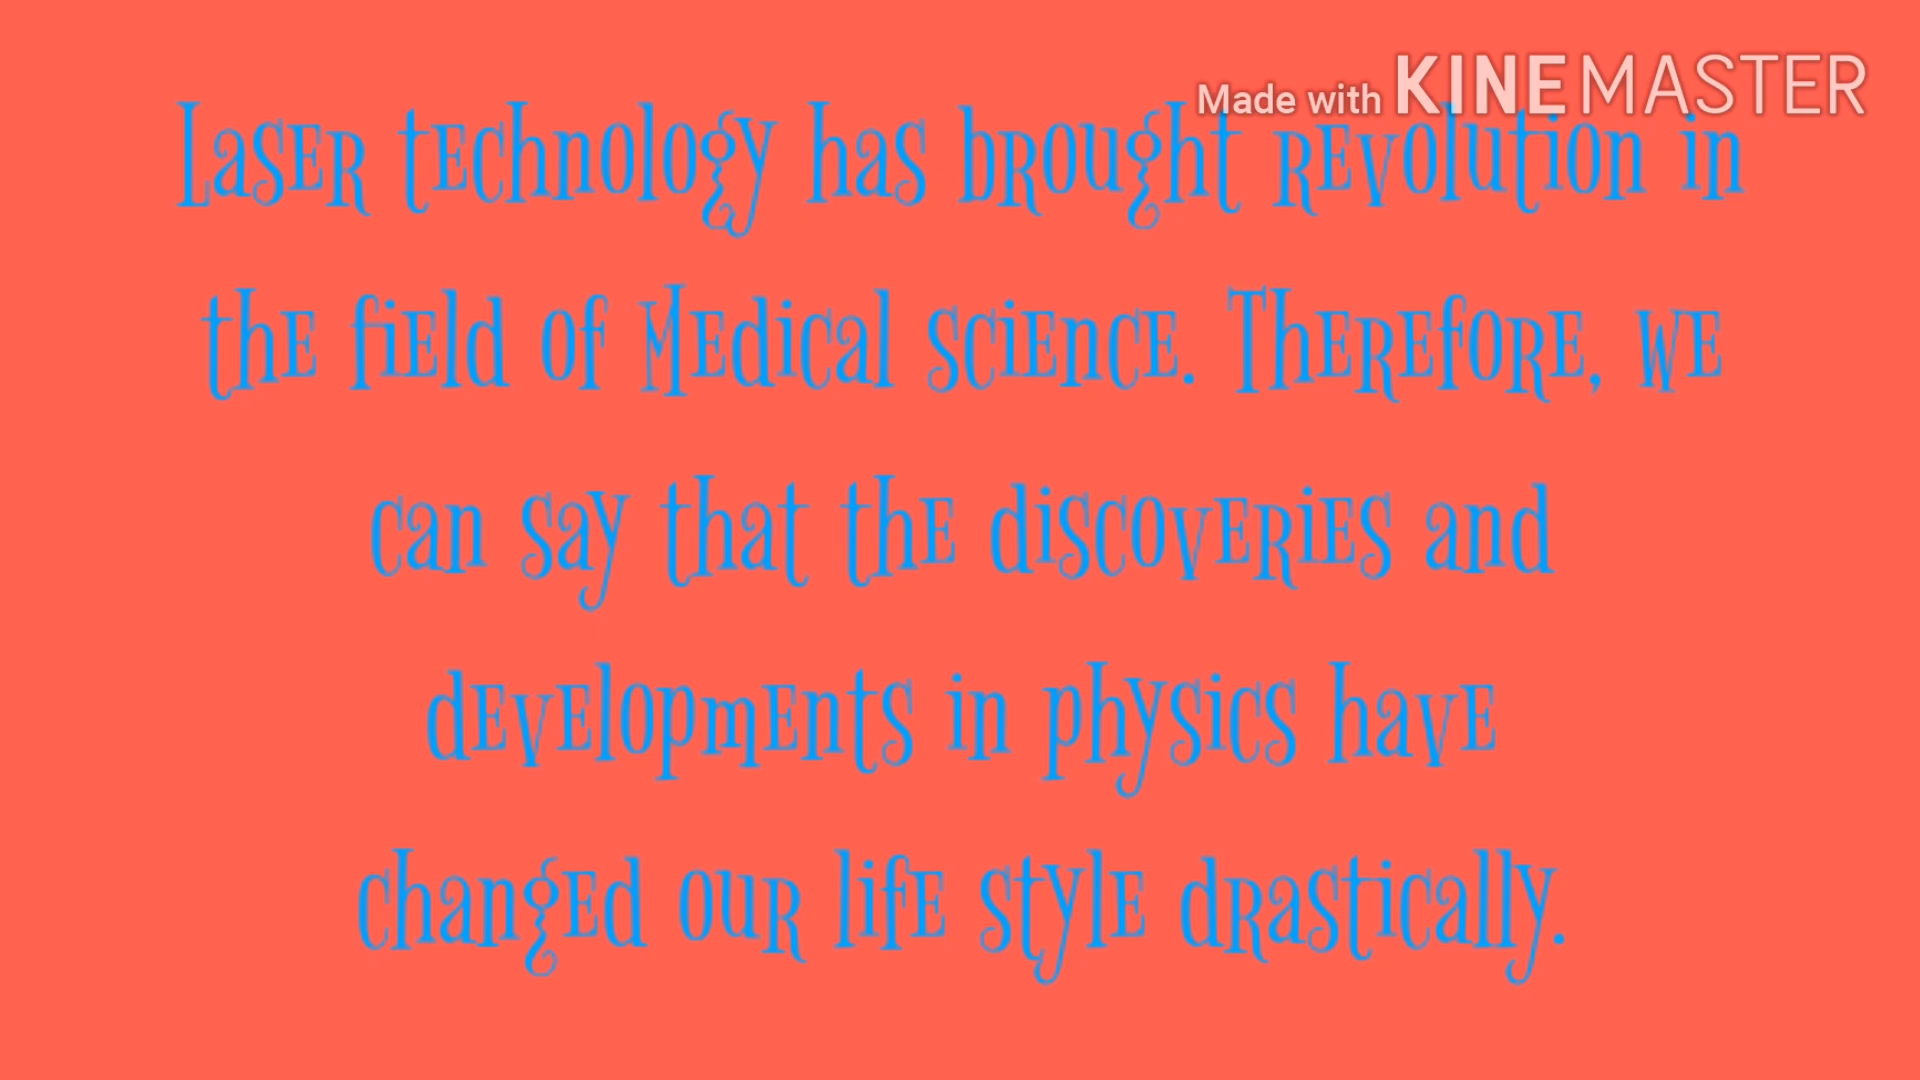 Made with KINEMASTER
Laser technology has brought revolution in
the field of Medical science. Therefore, we
can say that the discoveries and
developments in physics have
changed our life style drastically.